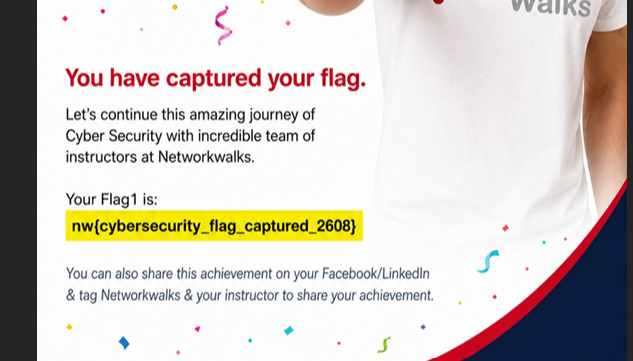 Walks
You have captured your flag.
Let's continue this amazing journey of
Cyber Security with incredible team of
instructors at Networkwalks.
Your Flag1 is:
nw{cybersecurity_flag_captured_2608}
You can also share this achievement on your Facebook/LinkedIn
& tag Networkwalks & your instructor to share your achievement.